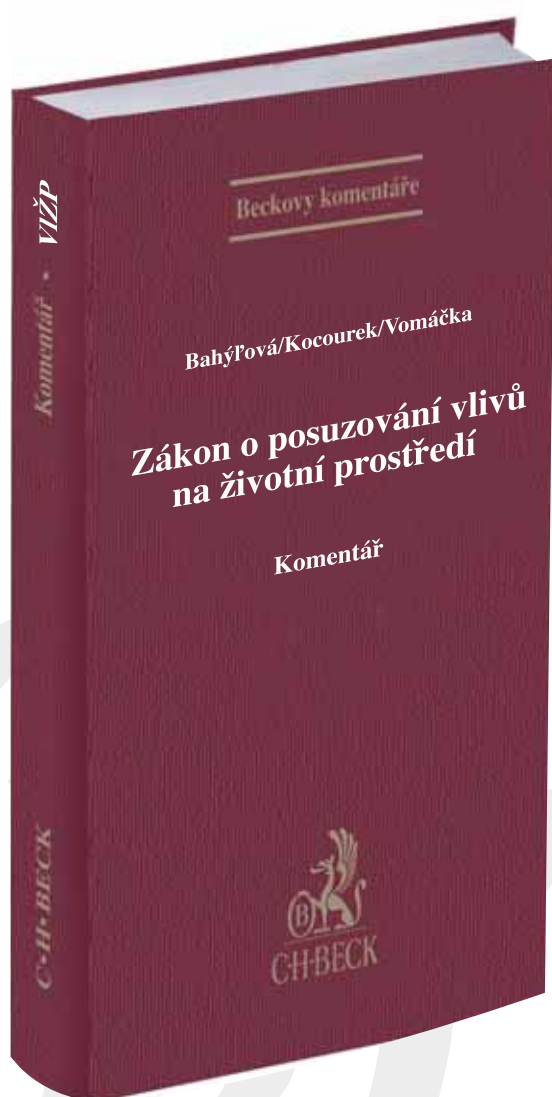 Komentář • VIŽP
C·H·BECK
Beckovy komentáře
Bahýľová/Kocourek/Vomáčka
Zákon o posuzování vlivů
na životní prostředí
Komentář
B
C·H·BECK